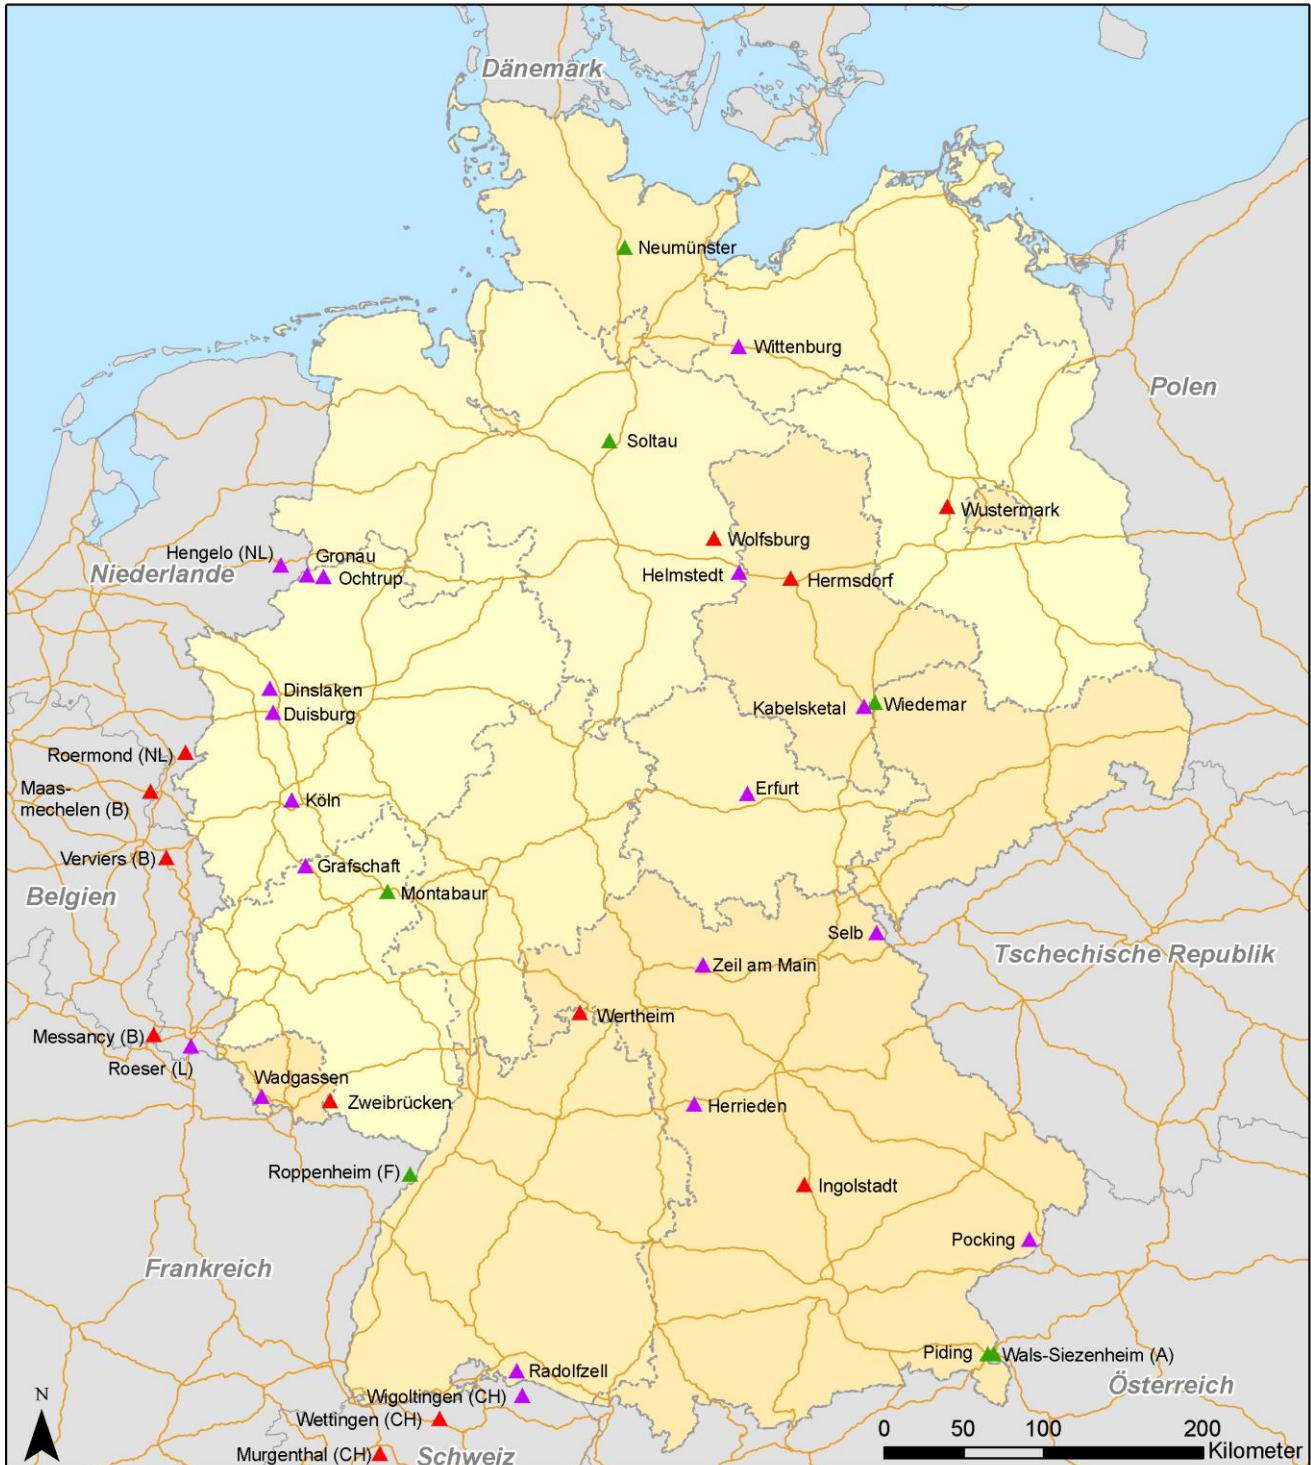 Dänemark
Neumünster
Wittenburg
Polen
Soltau
Wustermark
Wolfsburg
Hengelo (NL)
Gronau
Niederlande
Ochtrup
Helmstedt
Hermsdorf
Dinslaken
Duisburg
Kabelsketal
Wiedemar
Roermond (NL)
Maas-
mechelen (B)
Köln
Erfurt
Verviers (B)
Grafschaft
Belgien
Montabaur
Selb
Tschechische Republik
Zeil am Main
Wertheim
Messancy (B)
Roeser (L)
Wadgassen
Zweibrücken
Herrieden
Roppenheim (F)
Ingolstadt
Pocking
Frankreich
Piding
Wals-Siezenheim (A)
Radolfzell
Österreich
Wigoltingen (CH)
Wettingen (CH)
Murgenthal (CH)
Schweiz
N
0 50 100 200
Kilometer